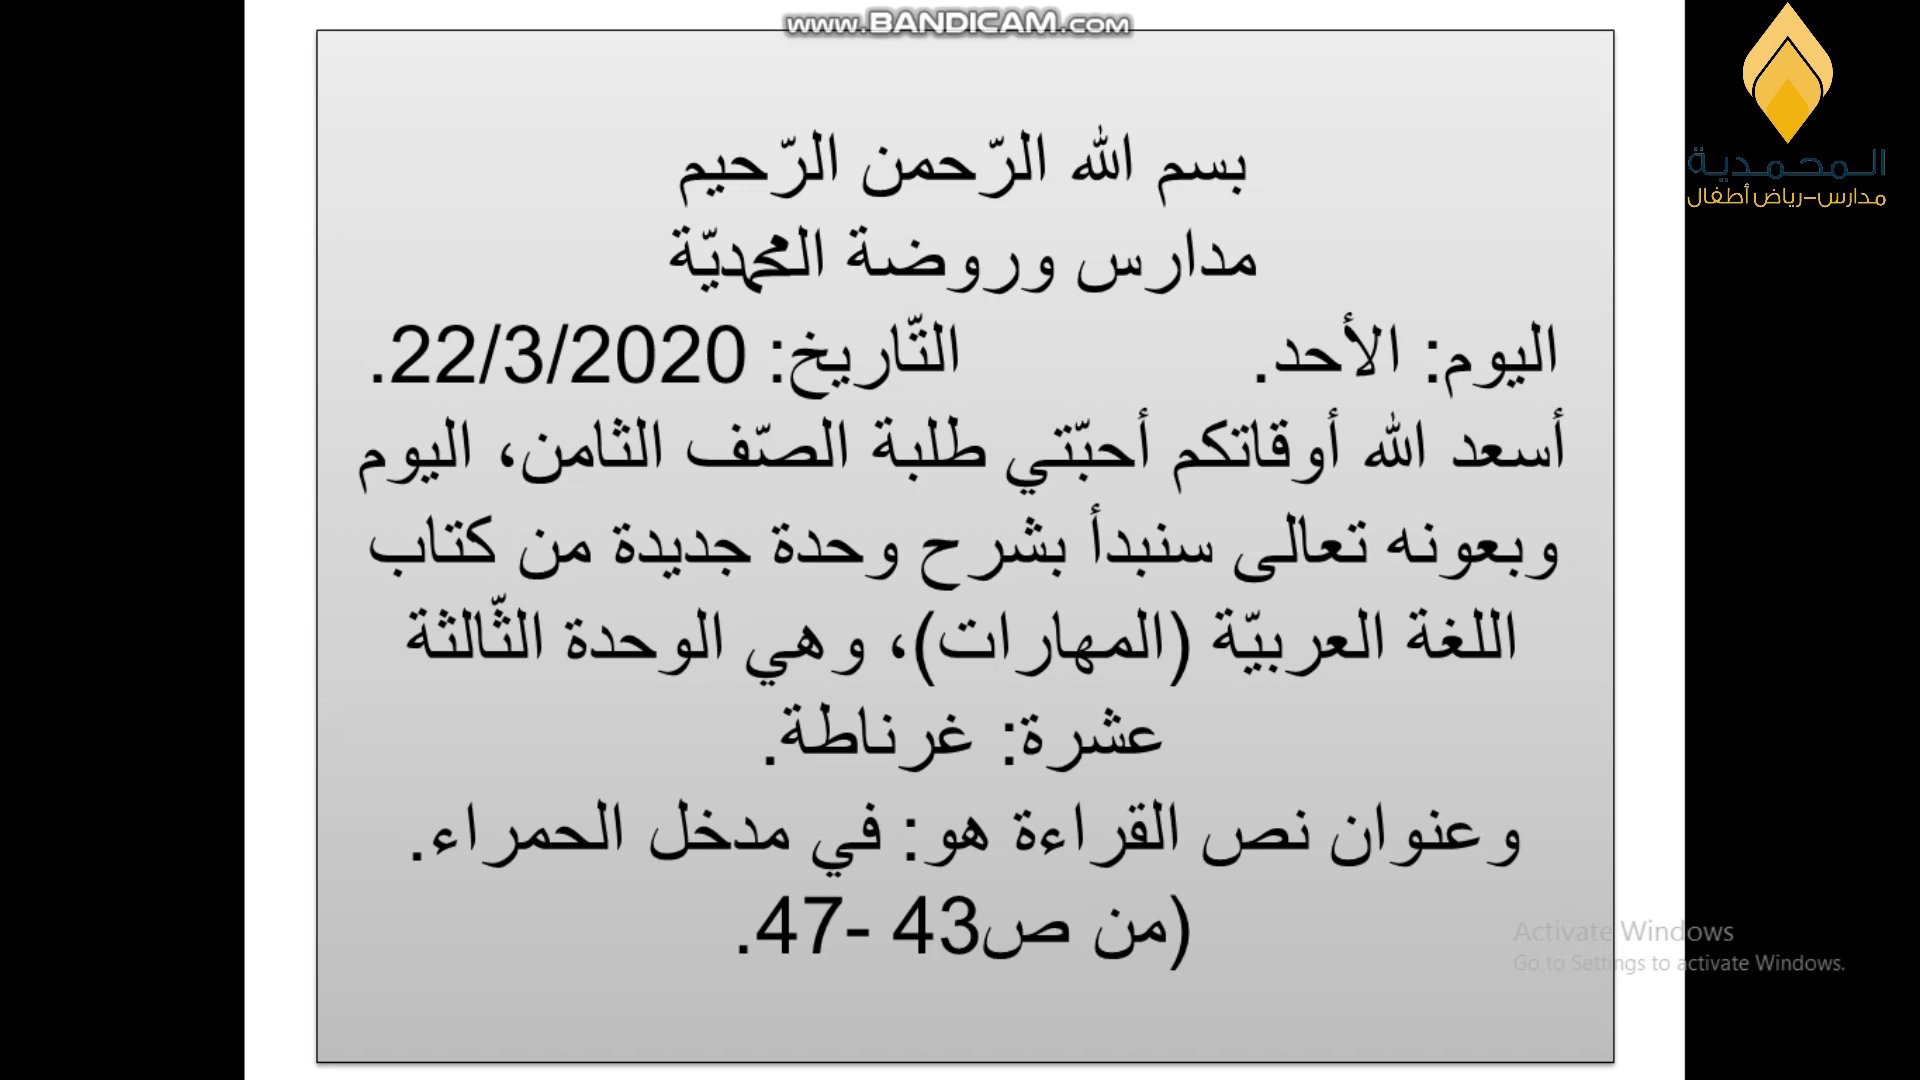 www.BANDICAM.com
المحمدية
مدارس-رياض أطفال
بسم الله الرّحمن الرّحيم
مدارس وروضة المحمديّة
اليوم: الأحد. التّاريخ: 22/3/2020.
أسعد الله أوقاتكم أحبّتي طلبة الصّف الثامن، اليوم
وبعونه تعالى سنبدأ بشرح وحدة جديدة من كتاب
اللغة العربيّة (المهارات)، وهي الوحدة الثّالثة
عشرة: غرناطة.
وعنوان نص القراءة هو: في مدخل الحمراء.
(من ص43 -47.
Activate Windows
Go to Settings to activate Windows.